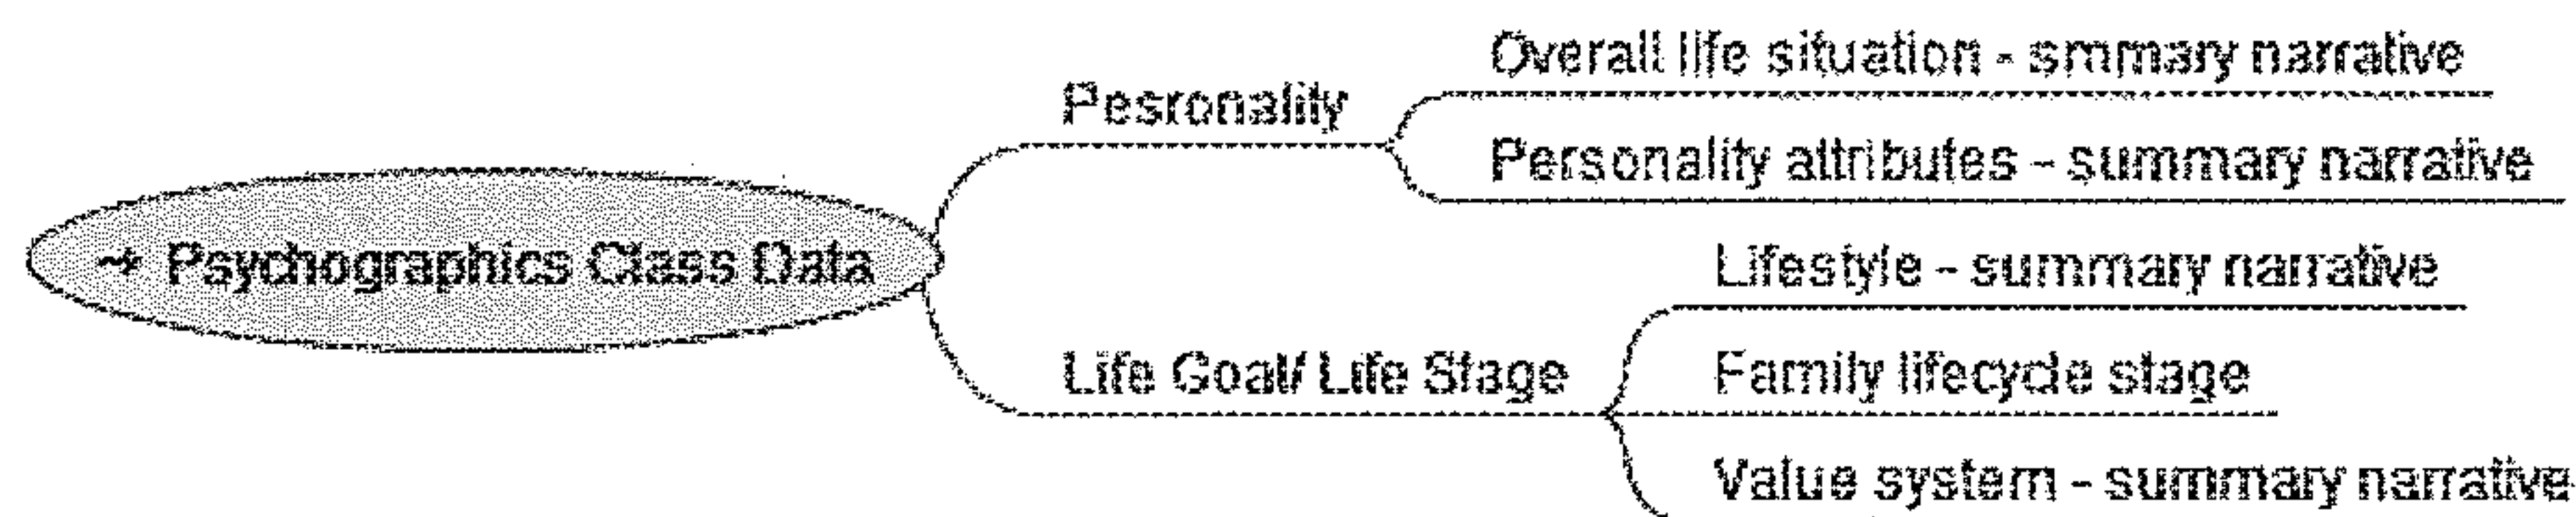 Overall life situation - smmary narrative
Pesronality
Personality attributes - summary narrative
Psychographics Class Data
Lifestyle - summary narrative
Life Goal/ Life Stage
Family lifecycle stage
Value system - summary narrative